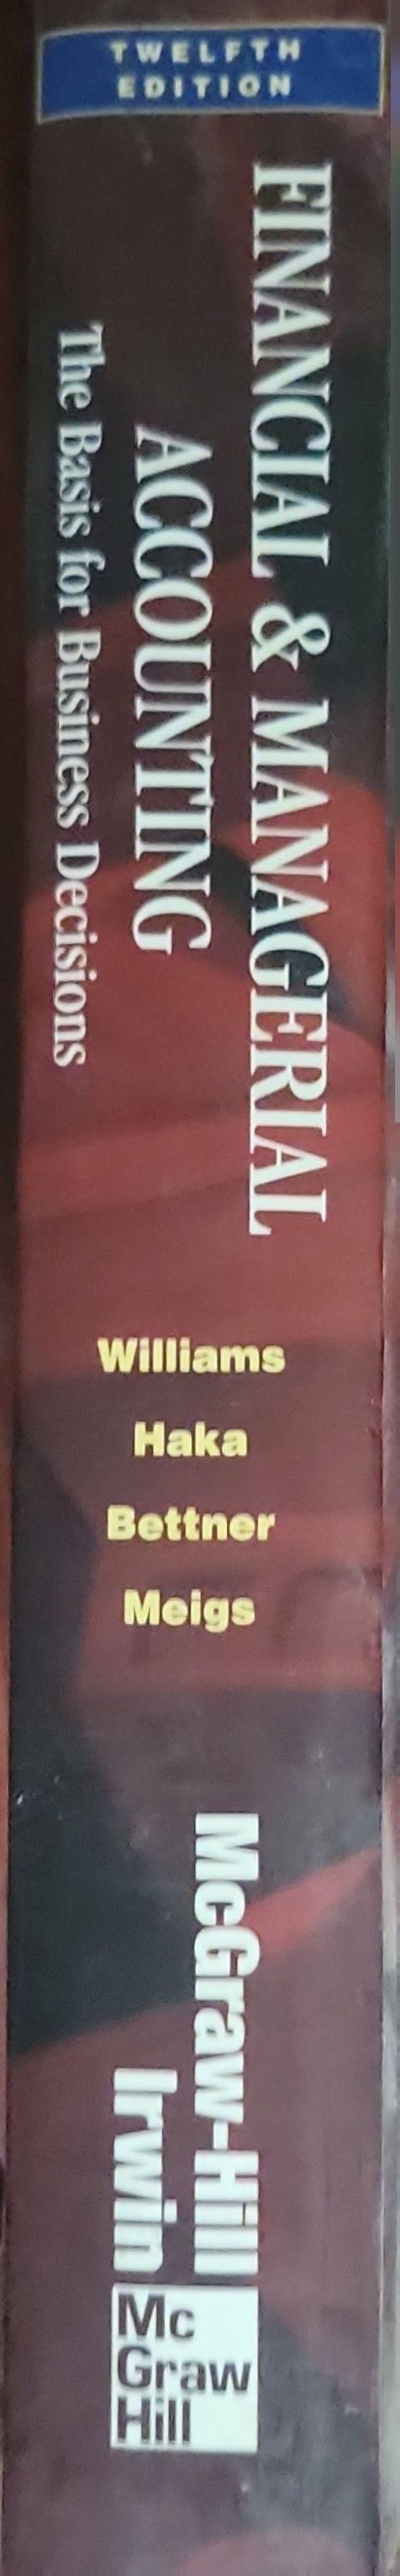 TWELFTH
EDITION
FINANCIAL & MANAGERIAL
ACCOUNTING
The Basis for Business Decisions
Williams
Haka
Bettner
Meigs
McGraw-Hill
Irwin
Mc
Graw
Hill